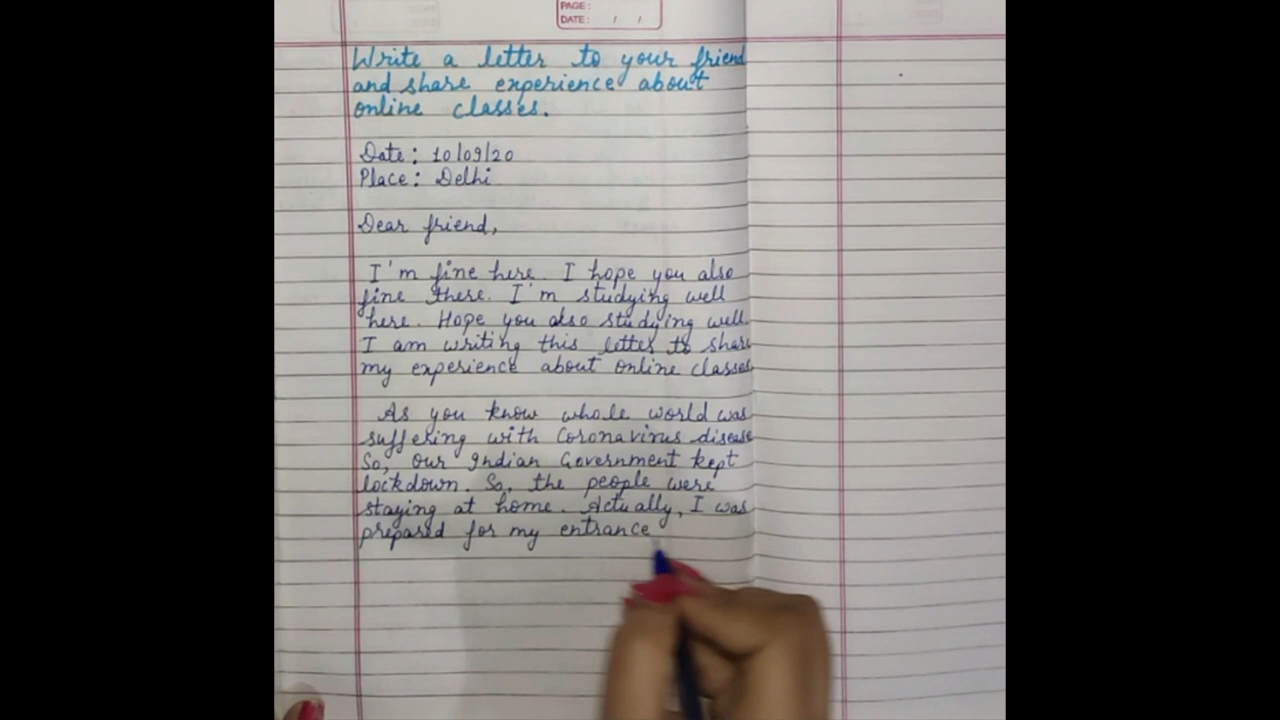 PAGE:
DATE: / /
Write a letter to your friend
and share experience about
online classes.
Date: 10/09/20
Place: Delhi
Dear friend,
I'm fine here. I hope you also
fine there. I'm studying well
here. Hope you also studying well.
I am writing this letter to share
my experience about online classes
As you know whole world was
suffering with Coronavirus disease
So, our Indian Government kept
lockdown. So, the people were
staying at home. Actually, I was
prepared for my entrance